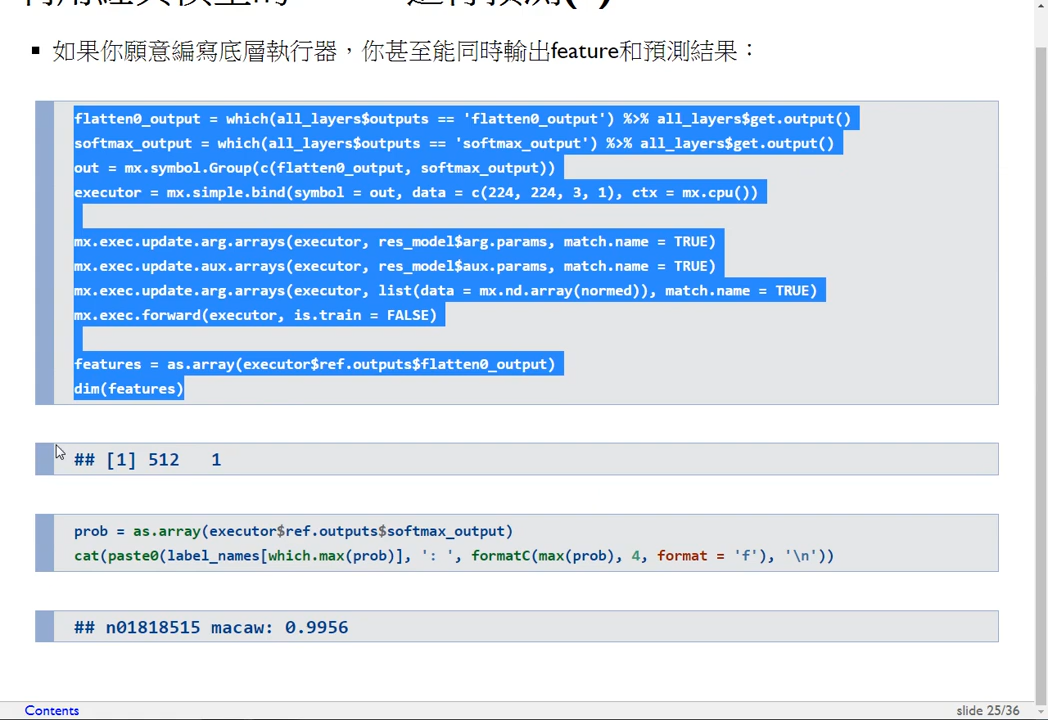 如果你願意編寫底層執行器，你甚至能同時輸出feature和預測結果：
flatten0_output = which(all_layers$outputs == 'flatten0_output') %>% all_layers$get.output()
softmax_output = which(all_layers$outputs == 'softmax_output') %>% all_layers$get.output()
out = mx.symbol.Group(c(flatten0_output, softmax_output))
executor = mx.simple.bind(symbol = out, data = c(224, 224, 3, 1), ctx = mx.cpu())
mx.exec.update.arg.arrays(executor, res_model$arg.params, match.name = TRUE)
mx.exec.update.aux.arrays(executor, res_model$aux.params, match.name = TRUE)
mx.exec.update.arg.arrays(executor, list(data = mx.nd.array(normed)), match.name = TRUE)
mx.exec.forward(executor, is.train = FALSE)
features = as.array(executor$ref.outputs$flatten0_output)
dim(features)
## [1] 512   1
prob = as.array(executor$ref.outputs$softmax_output)
cat(paste0(label_names[which.max(prob)], ': ', formatC(max(prob), 4, format = 'f'), '\n'))
## n01818515 macaw: 0.9956
Contents
slide 25/36